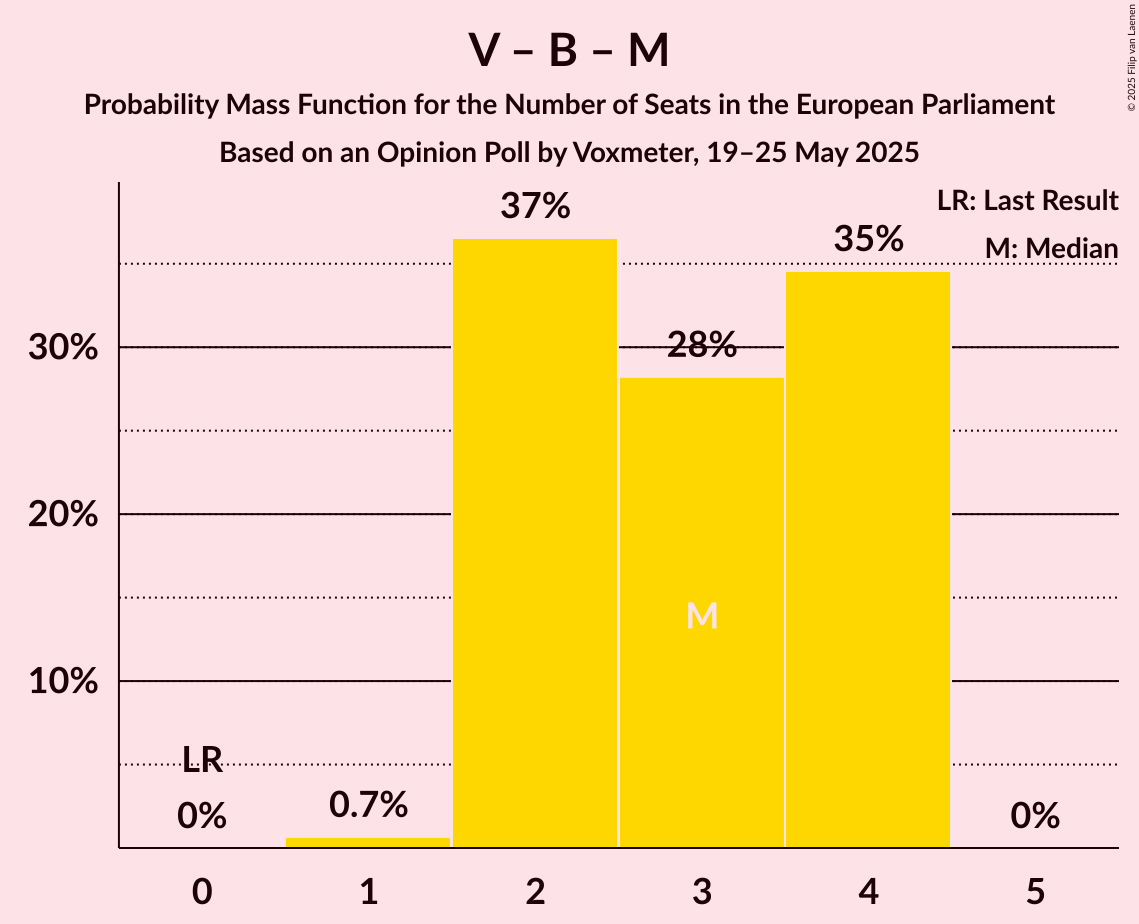 V – B – M
Probability Mass Function for the Number of Seats in the European Parliament
Based on an Opinion Poll by Voxmeter, 19–25 May 2025
© 2025 Filip van Laenen
LR: Last Result
M: Median
37%
35%
28%
30%
20%
10%
M
LR
0%
0.7%
0%
0 1 2 3 4 5